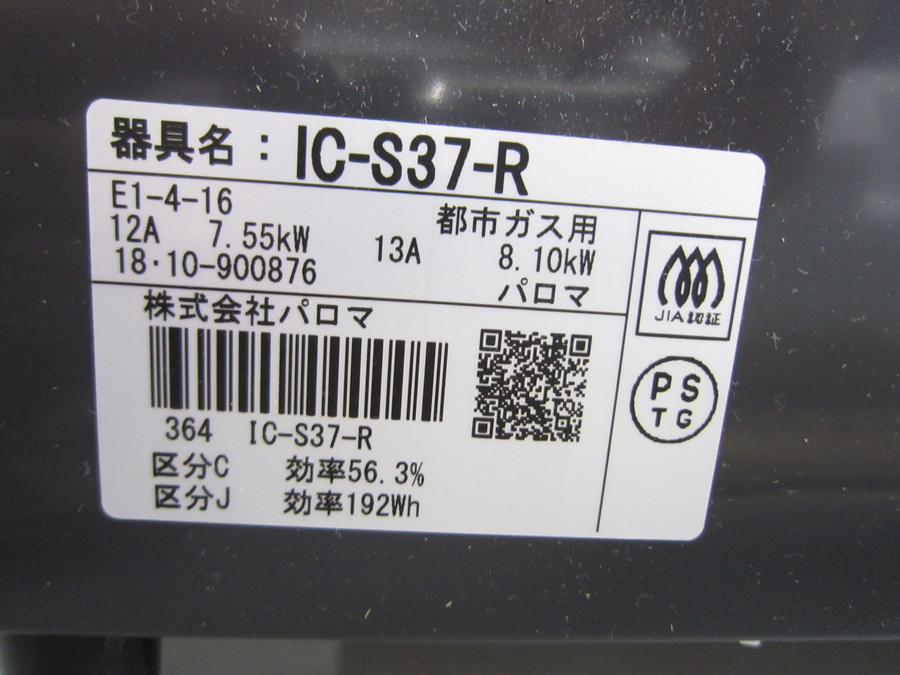 器具名：IC-S37-R
E1-4-16 都市ガス用
12A 7.55kW 13A 8.10kW
18・10-900876 パロマ
株式会社パロマ
364 IC-S37-R
区分C 効率56.3%
区分J 効率192Wh
JIA認証
PS
TG